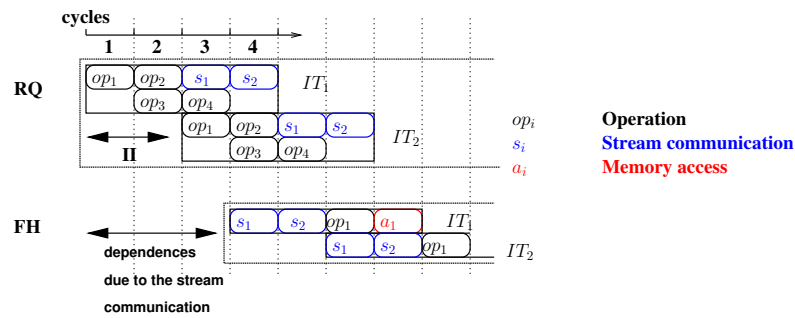 cycles
1 2 3 4
RQ
op₁ op₂ s₁ s₂ IT₁
op₃ op₄
op₁ op₂ s₁ s₂ IT₂
op₃ op₄
II
opᵢ Operation
sᵢ Stream communication
aᵢ Memory access
FH
s₁ s₂ op₁ a₁ IT₁
s₁ s₂ op₁ IT₂
dependences
due to the stream
communication